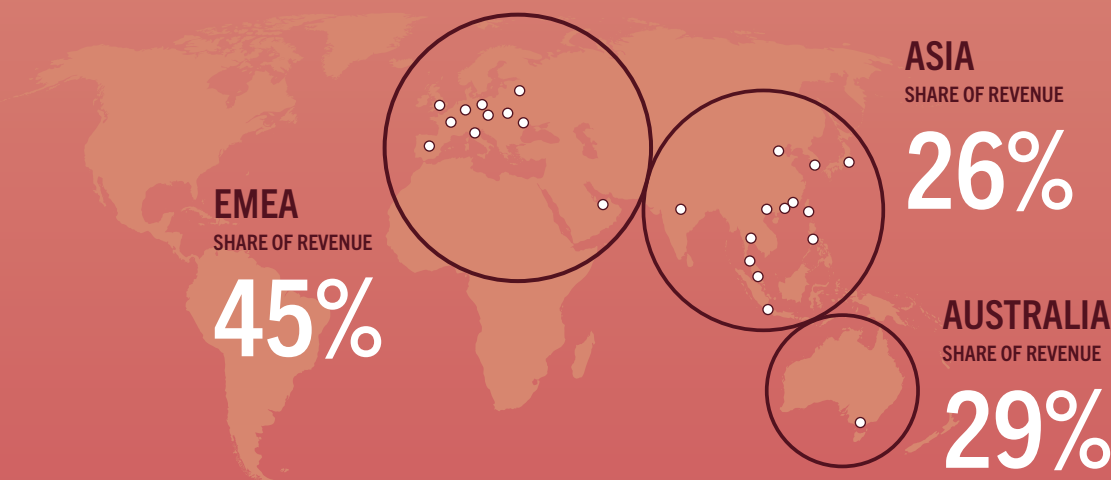 EMEA
SHARE OF REVENUE
45%
ASIA
SHARE OF REVENUE
26%
AUSTRALIA
SHARE OF REVENUE
29%